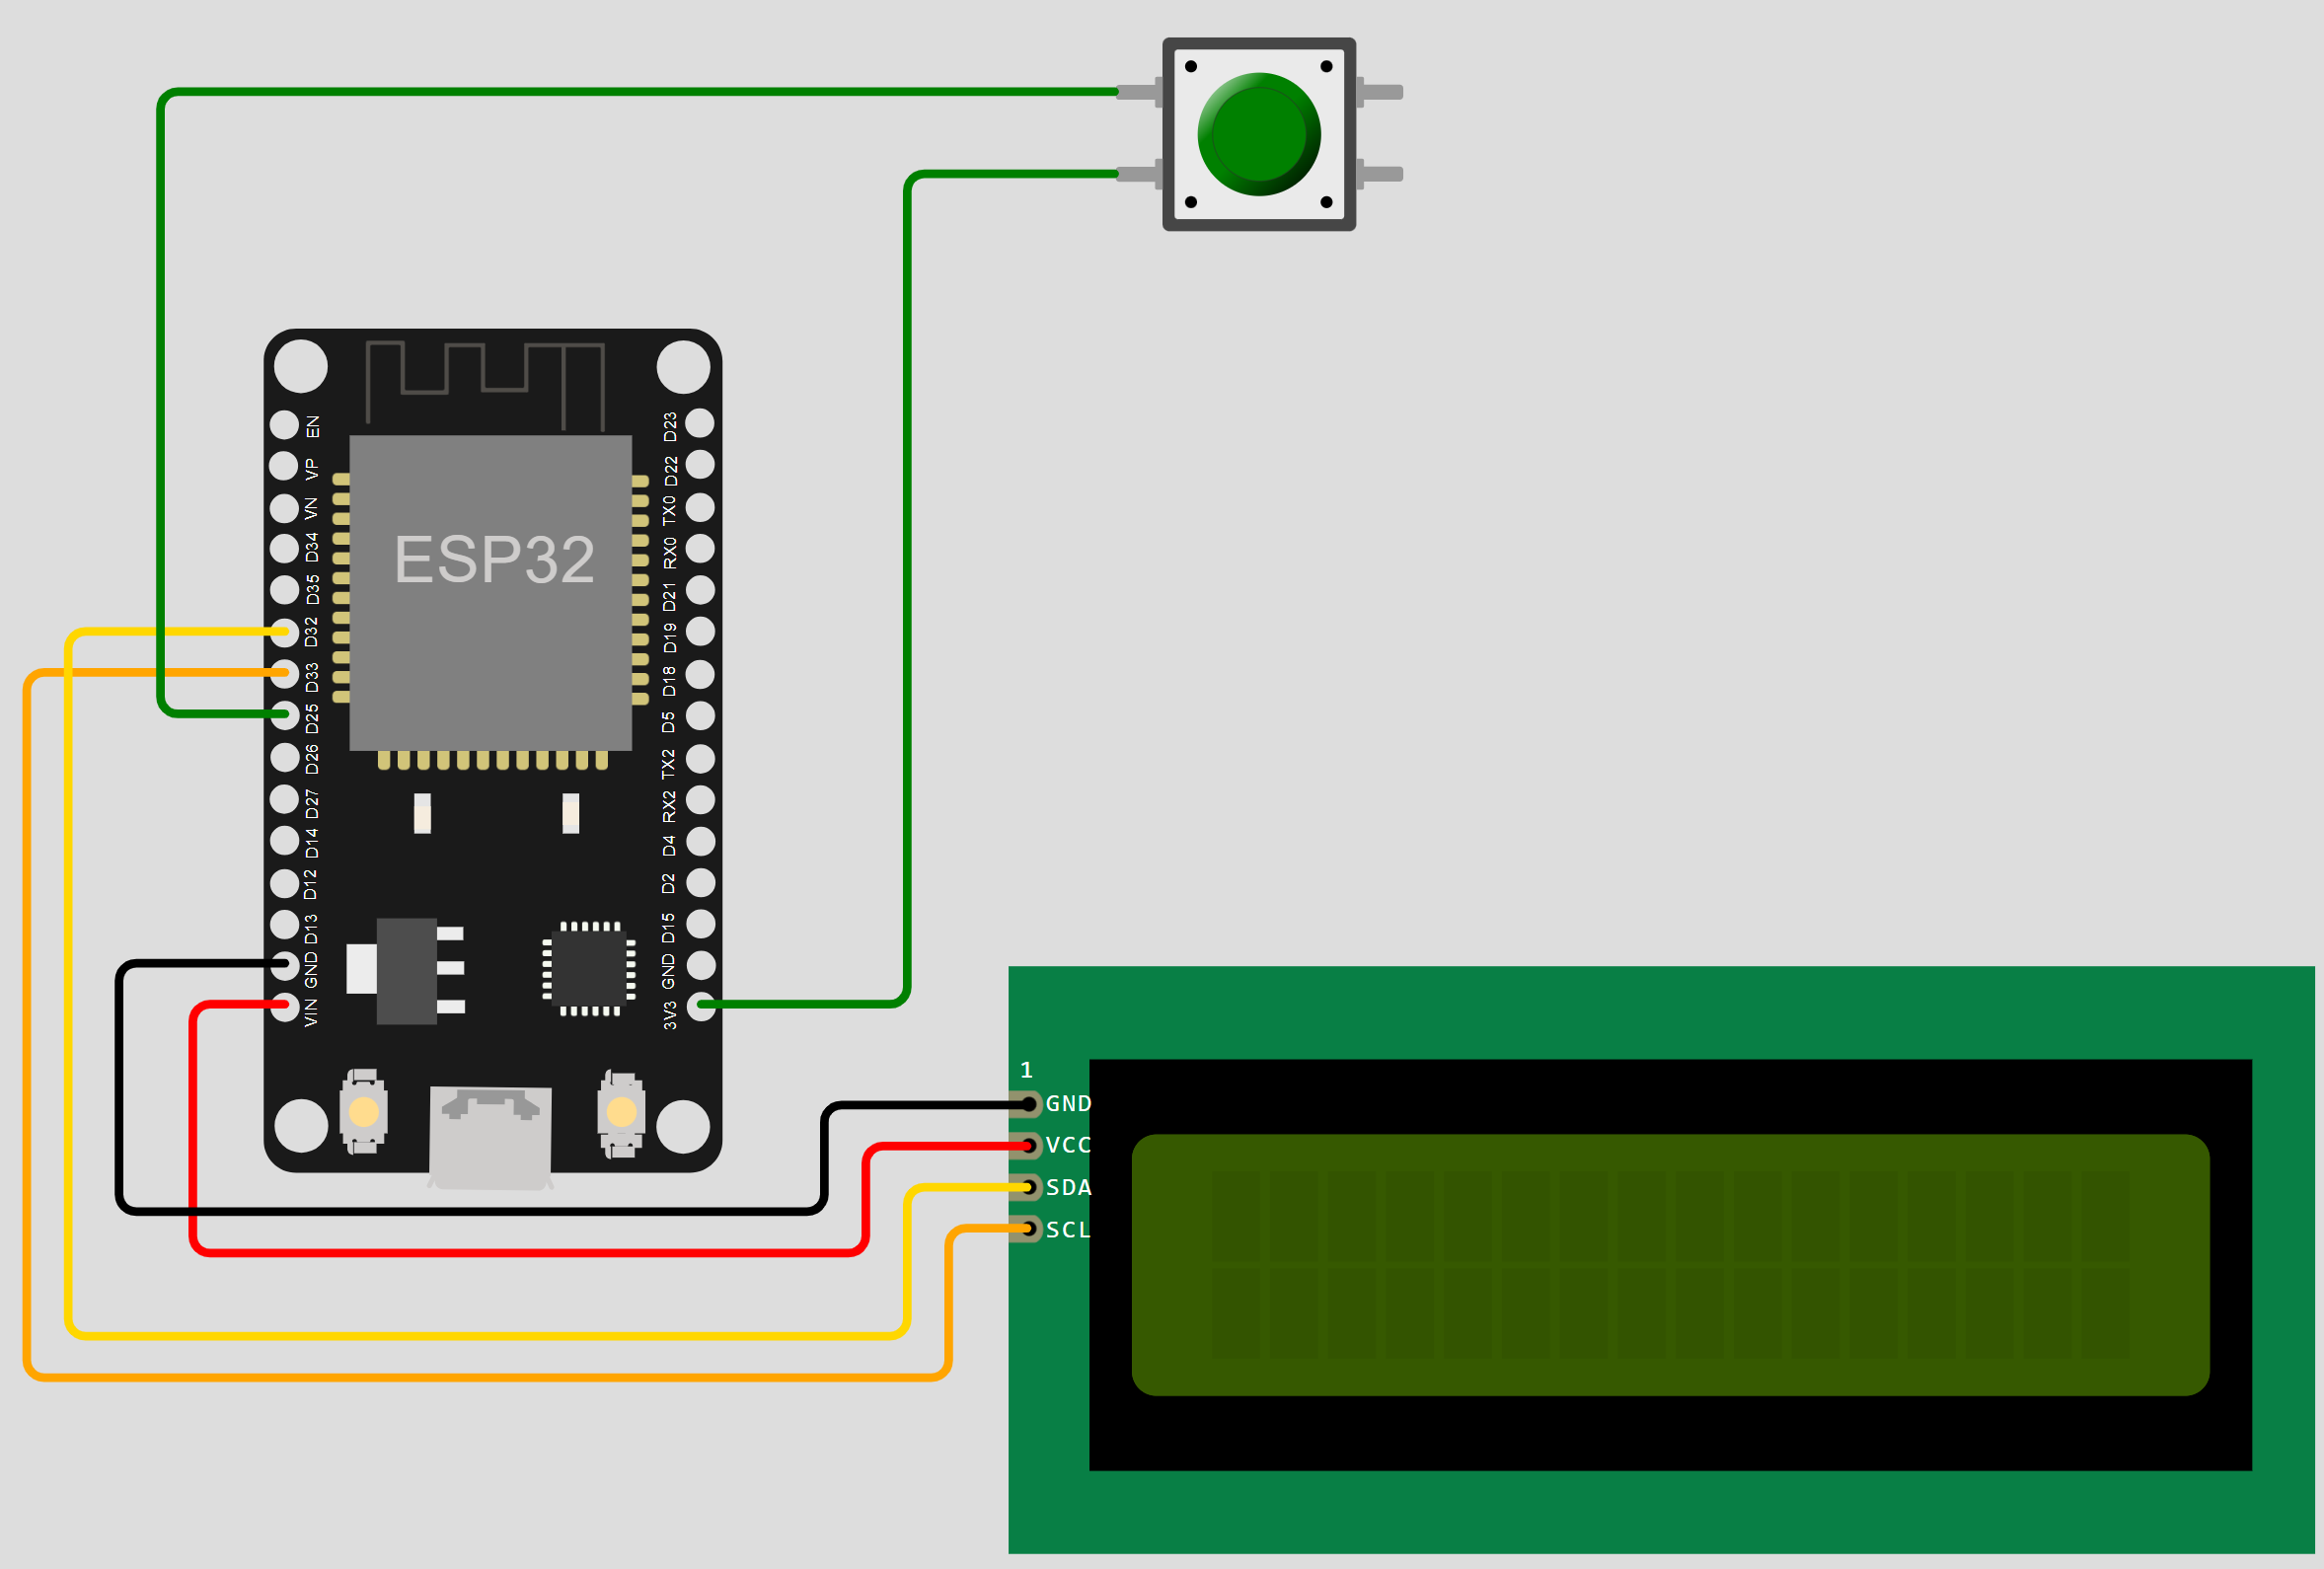 EN
VP
VN
D34
D35
D32
D33
D25
D26
D27
D14
D12
D13
GND
VIN
ESP32
D23
D22
TX0
RX0
D21
D19
D18
D5
TX2
RX2
D4
D2
D15
GND
3V3
1
GND
VCC
SDA
SCL